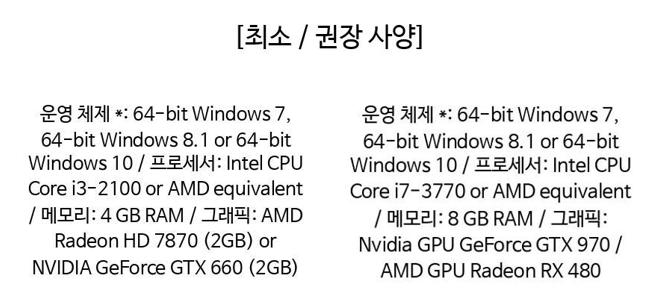 [최소 / 권장 사양]
운영 체제 *: 64-bit Windows 7,
64-bit Windows 8.1 or 64-bit
Windows 10 / 프로세서: Intel CPU
Core i3-2100 or AMD equivalent
/ 메모리: 4 GB RAM / 그래픽: AMD
Radeon HD 7870 (2GB) or
NVIDIA GeForce GTX 660 (2GB)
운영 체제 *: 64-bit Windows 7,
64-bit Windows 8.1 or 64-bit
Windows 10 / 프로세서: Intel CPU
Core i7-3770 or AMD equivalent
/ 메모리: 8 GB RAM / 그래픽:
Nvidia GPU GeForce GTX 970 /
AMD GPU Radeon RX 480